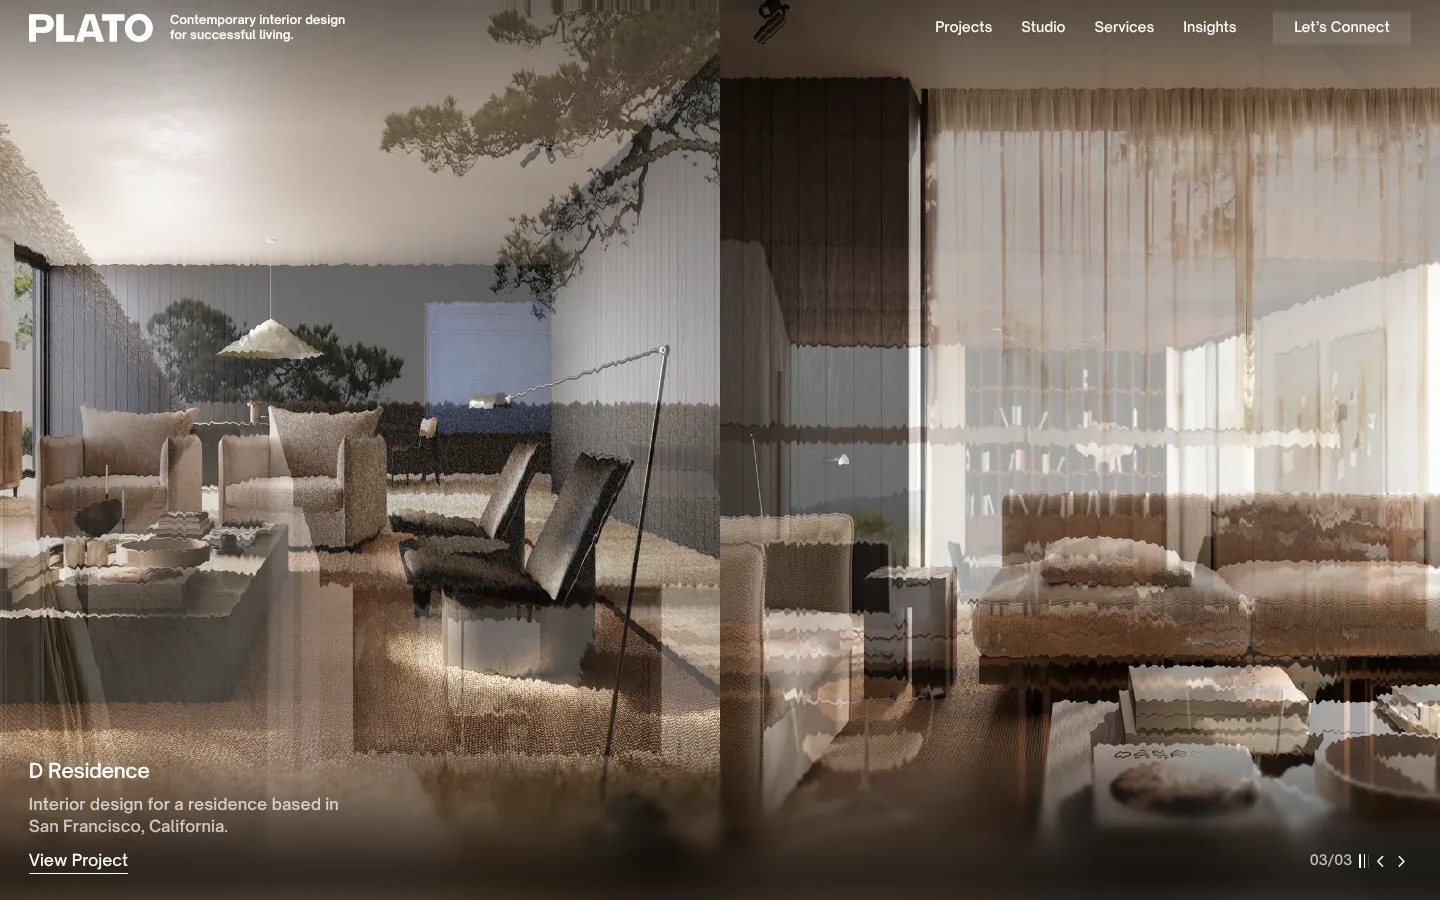 PLATO
Contemporary interior design
for successful living.
Projects
Studio
Services
Insights
Let's Connect
D Residence
Interior design for a residence based in
San Francisco, California.
View Project
03/03